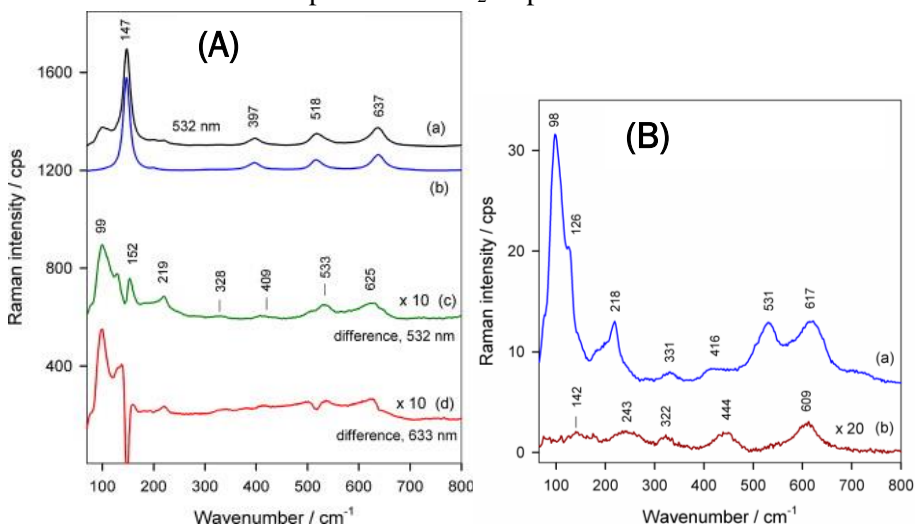 (A)
147
1600
532 nm
397
518
637
(a)
1200
(b)
99
152
219
328
409
533
625
800
x 10 (c)
difference, 532 nm
400
x 10 (d)
difference, 633 nm
Raman intensity / cps
100 200 300 400 500 600 700 800
Wavenumber / cm⁻¹
(B)
98
126
30
20
218
331
416
531
617
10
(a)
142
243
322
444
609
x 20 (b)
0
Raman intensity / cps
100 200 300 400 500 600 700 800
Wavenumber / cm⁻¹